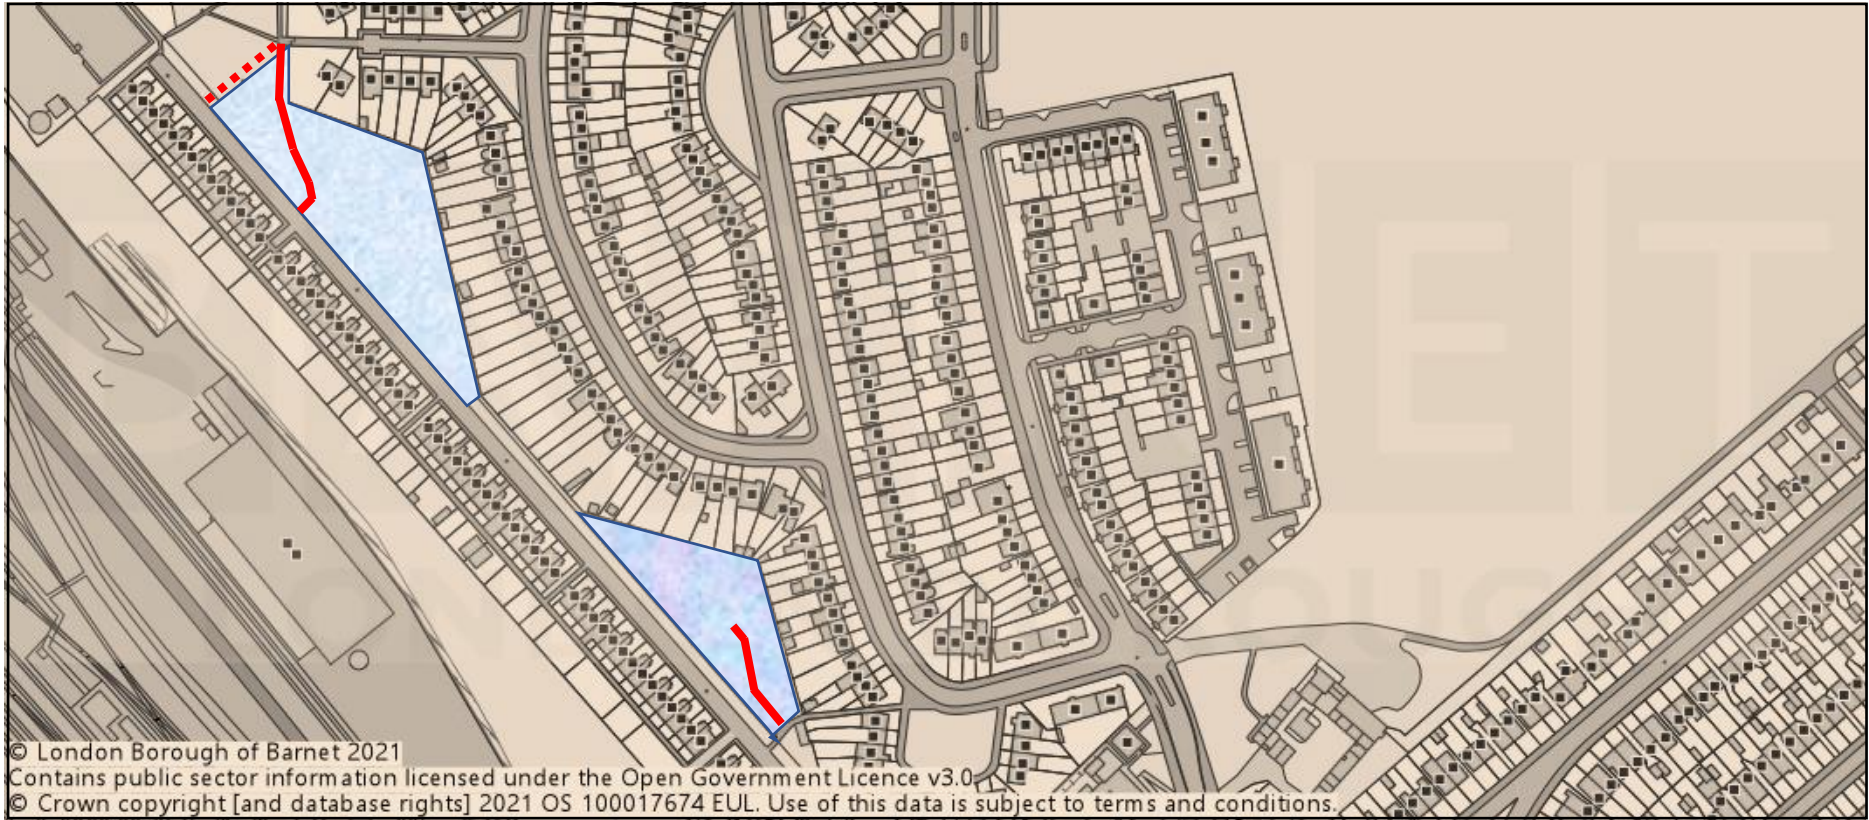 © London Borough of Barnet 2021
Contains public sector information licensed under the Open Government Licence v3.0
© Crown copyright [and database rights] 2021 OS 100017674 EUL. Use of this data is subject to terms and conditions.